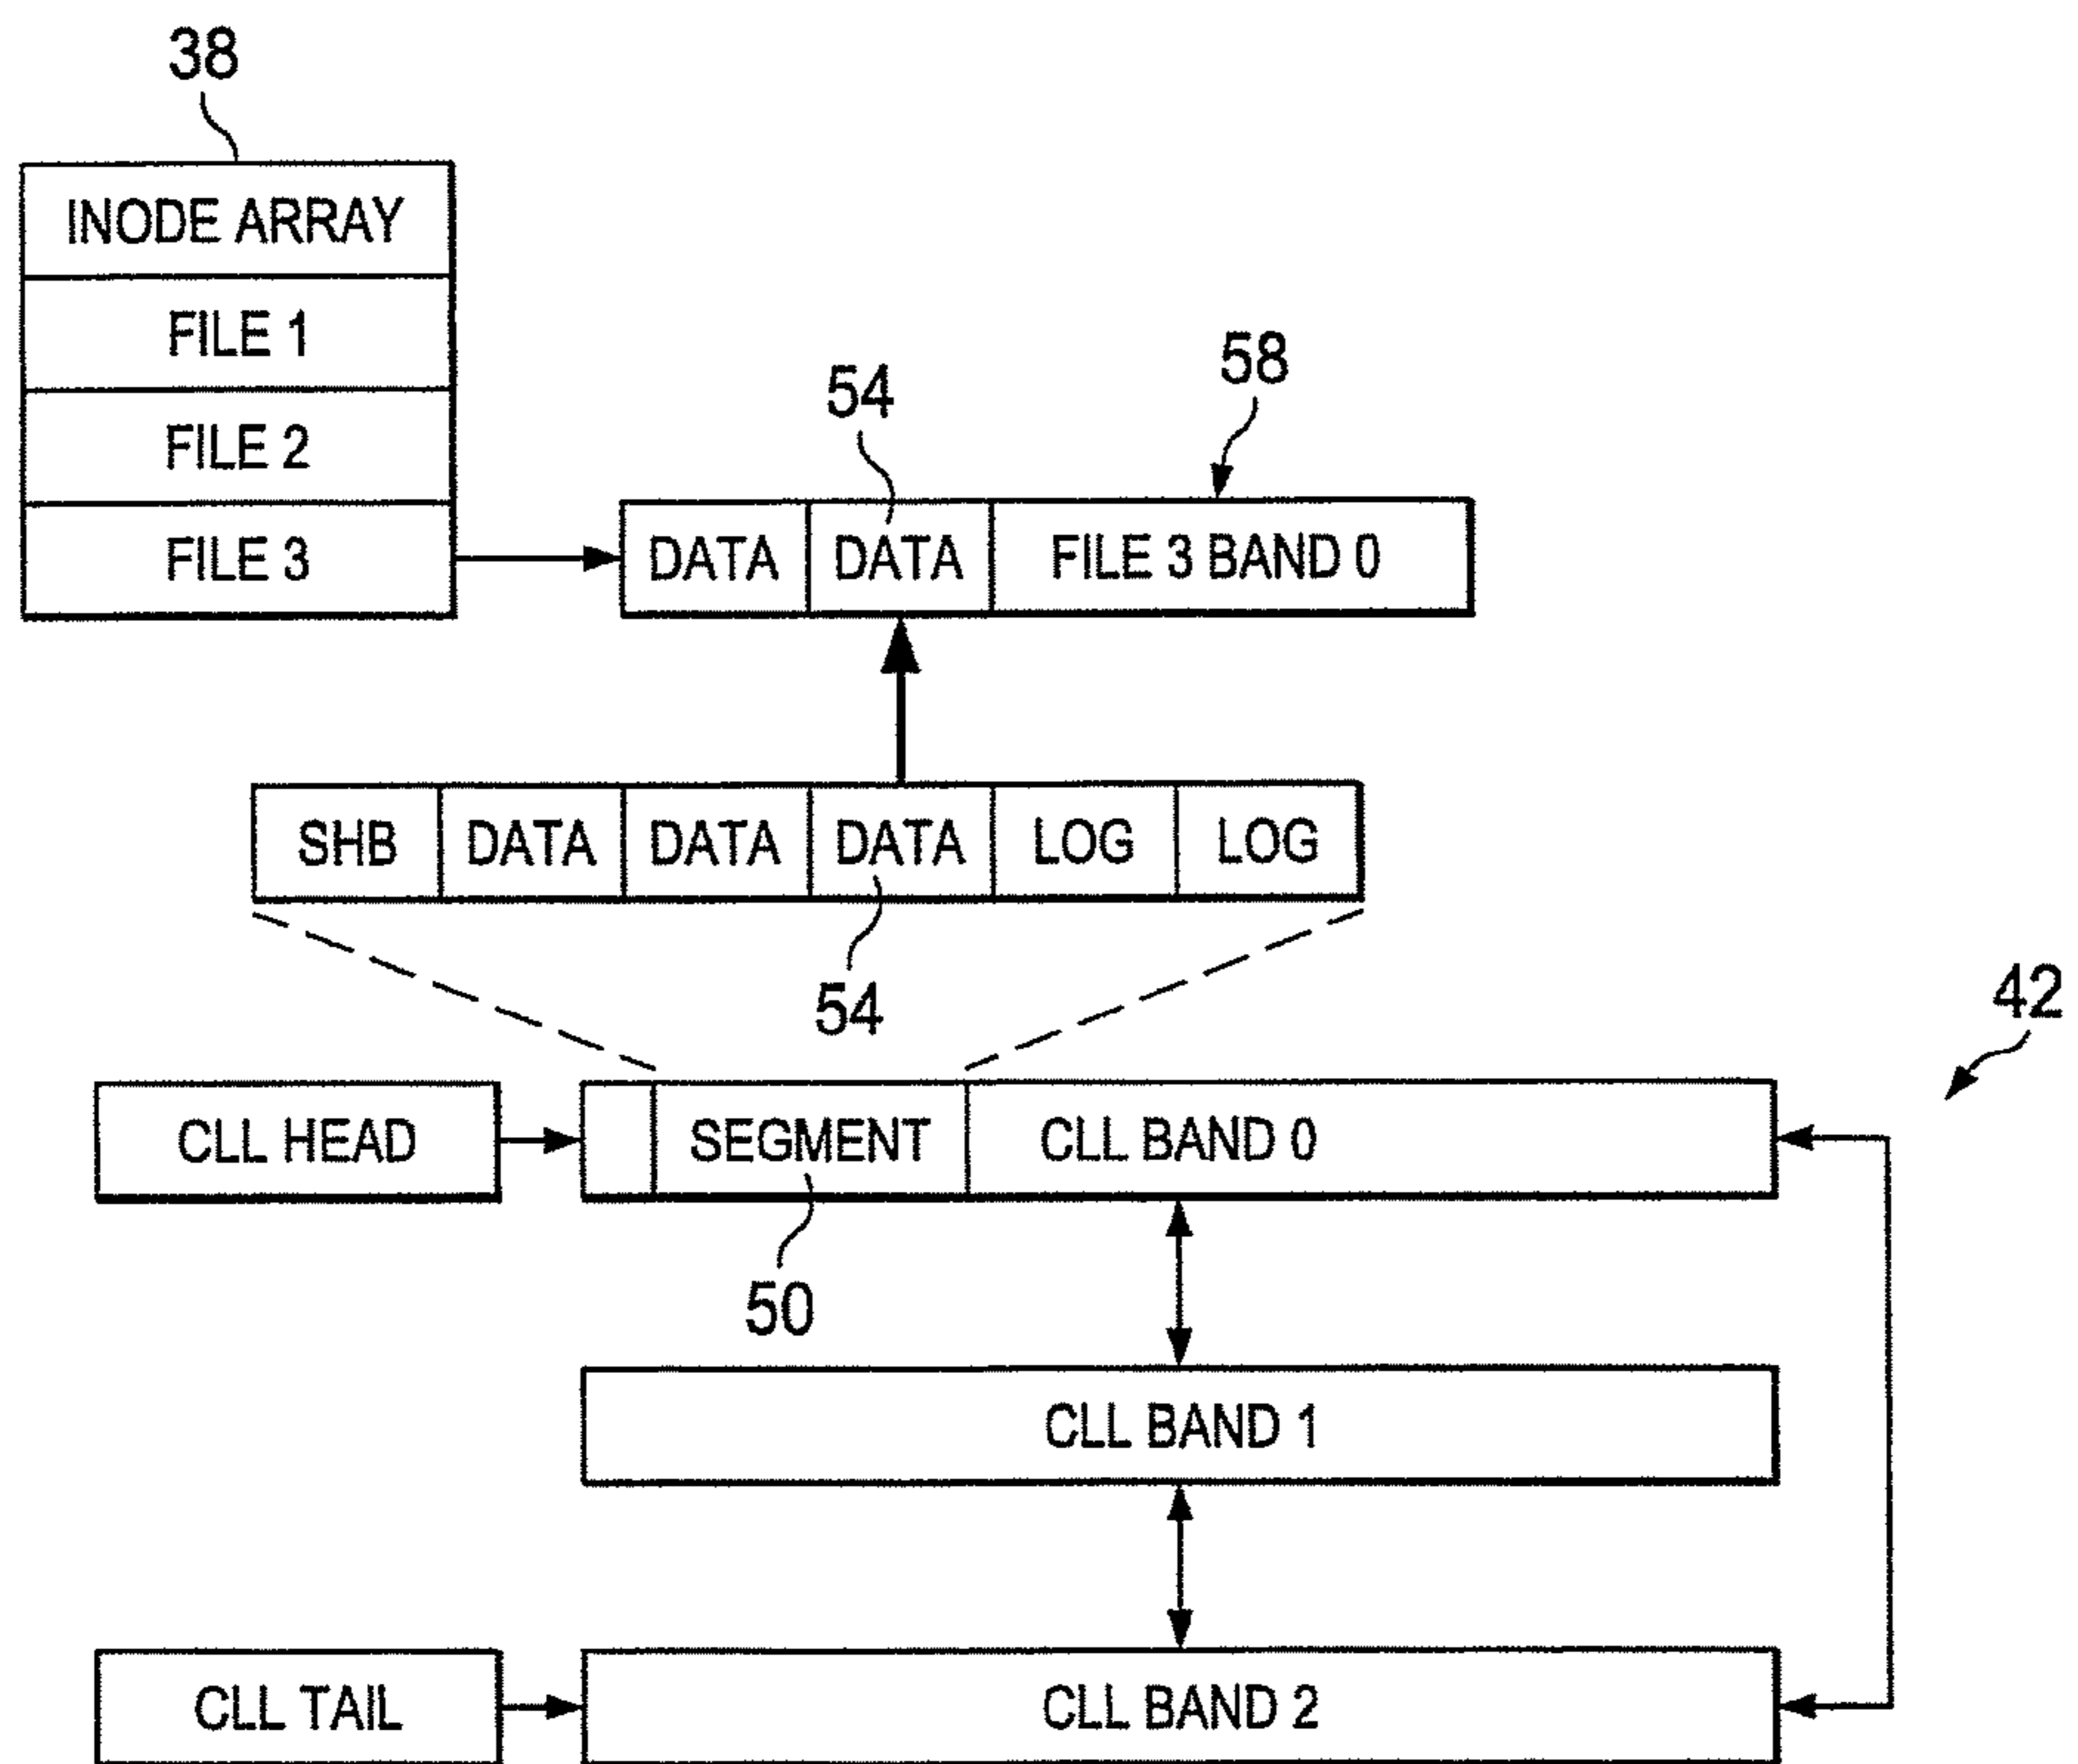 38
INODE ARRAY
FILE 1
FILE 2
FILE 3
54
58
DATA DATA FILE 3 BAND 0
SHB DATA DATA DATA LOG LOG
54
42
CLL HEAD SEGMENT CLL BAND 0
50
CLL BAND 1
CLL TAIL CLL BAND 2